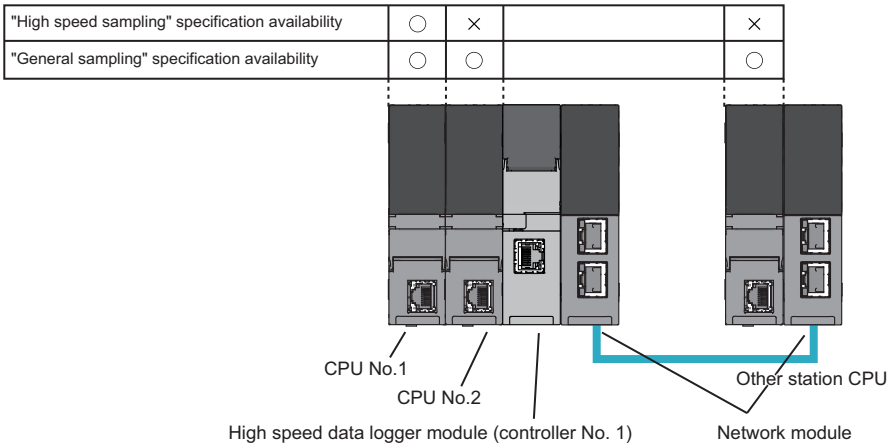 "High speed sampling" specification availability ○ × ×
"General sampling" specification availability ○ ○ ○
CPU No.1
CPU No.2
Other station CPU
High speed data logger module (controller No. 1)
Network module